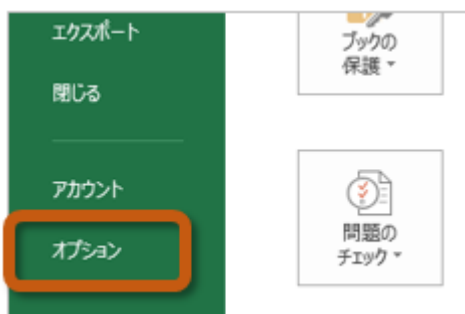 エクスポート
閉じる
アカウント
オプション
ブックの
保護
問題の
チェック